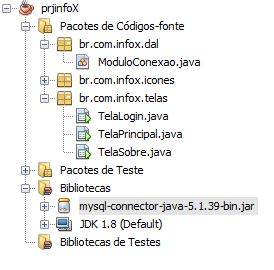 prjinfoX
Pacotes de Códigos-fonte
br.com.infox.dal
ModuloConexao.java
br.com.infox.icones
br.com.infox.telas
TelaLogin.java
TelaPrincipal.java
TelaSobre.java
Pacotes de Teste
Bibliotecas
mysql-connector-java-5.1.39-bin.jar
JDK 1.8 (Default)
Bibliotecas de Testes